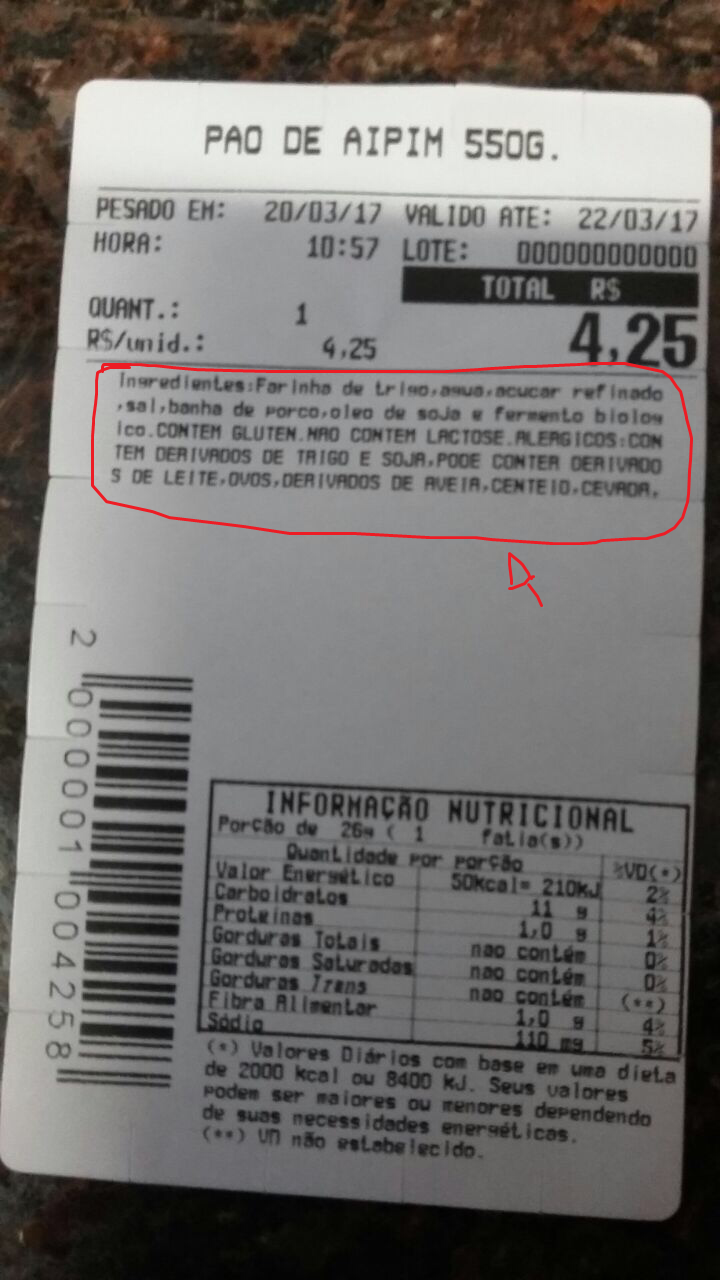 PAO DE AIPIM 550G.
PESADO EM: 20/03/17 VALIDO ATE: 22/03/17
HORA: 10:57 LOTE: 000000000000
TOTAL R$
QUANT.: 1
4,25
R$/unid.: 4,25
Ingredientes:Farinha de trigo,agua,acucar refinado
,sal,banha de porco,oleo de soja e fermento biolog
ico.CONTEM GLUTEN.NAO CONTEM LACTOSE.ALERGICOS:CON
TEM DERIVADOS DE TRIGO E SOJA,PODE CONTER DERIVADO
S DE LEITE,OVOS,DERIVADOS DE AVEIA,CENTEIO,CEVADA,
2 000001 004258
INFORMAÇÃO NUTRICIONAL
Porção de 26g ( 1 fatia(s))
Quantidade por porção %VD(*)
Valor Energético 50kcal= 210kJ 2%
Carboidratos 11 g 4%
Proteínas 1,0 g 1%
Gorduras Totais nao contém 0%
Gorduras Saturadas nao contém 0%
Gorduras Trans nao contém (**)
Fibra Alimentar 1,0 g 4%
Sódio 110 mg 5%
(*) Valores Diários com base em uma dieta
de 2000 kcal ou 8400 kJ. Seus valores
podem ser maiores ou menores dependendo
de suas necessidades energéticas.
(**) VD não estabelecido.